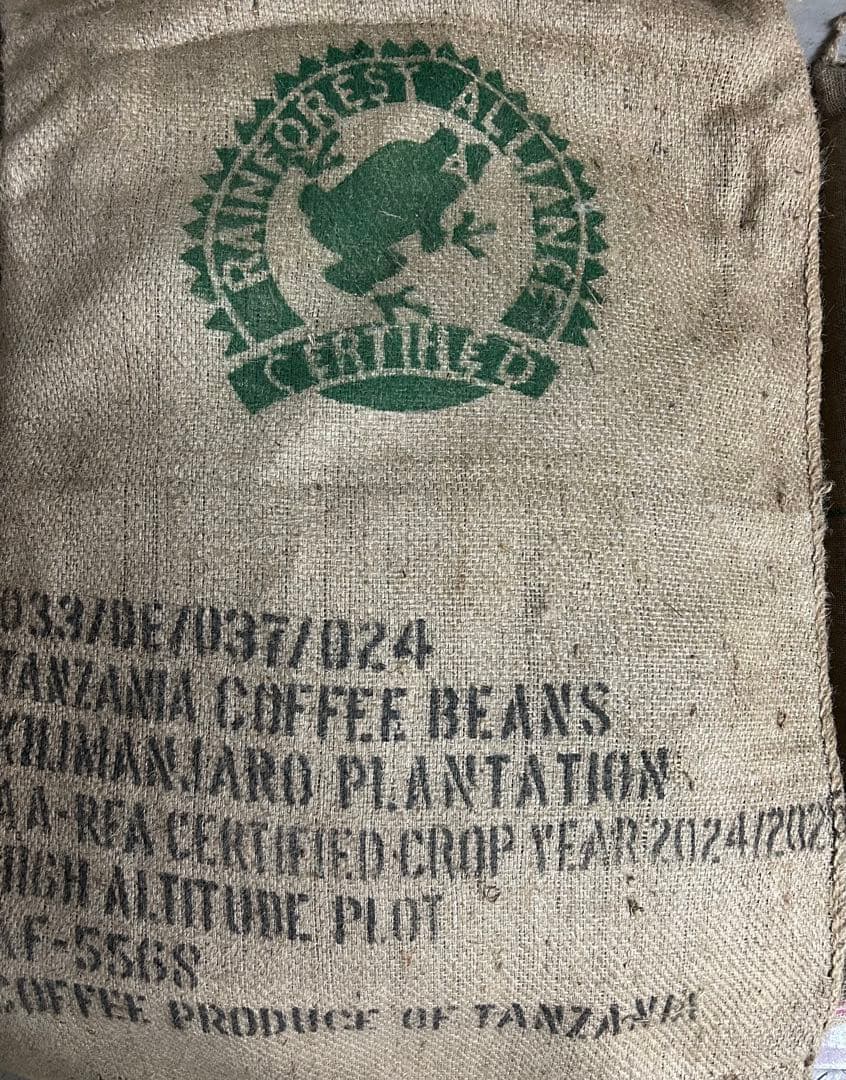 RAINFOREST ALLIANCE
CERTIFIED
033/DE/037/024
TANZANIA COFFEE BEANS
KILIMANJARO PLANTATION
AA-RFA CERTIFIED CROP YEAR 2024/202
HIGH ALTITUDE PLOT
KF-5568
COFFEE PRODUCE OF TANZANIA